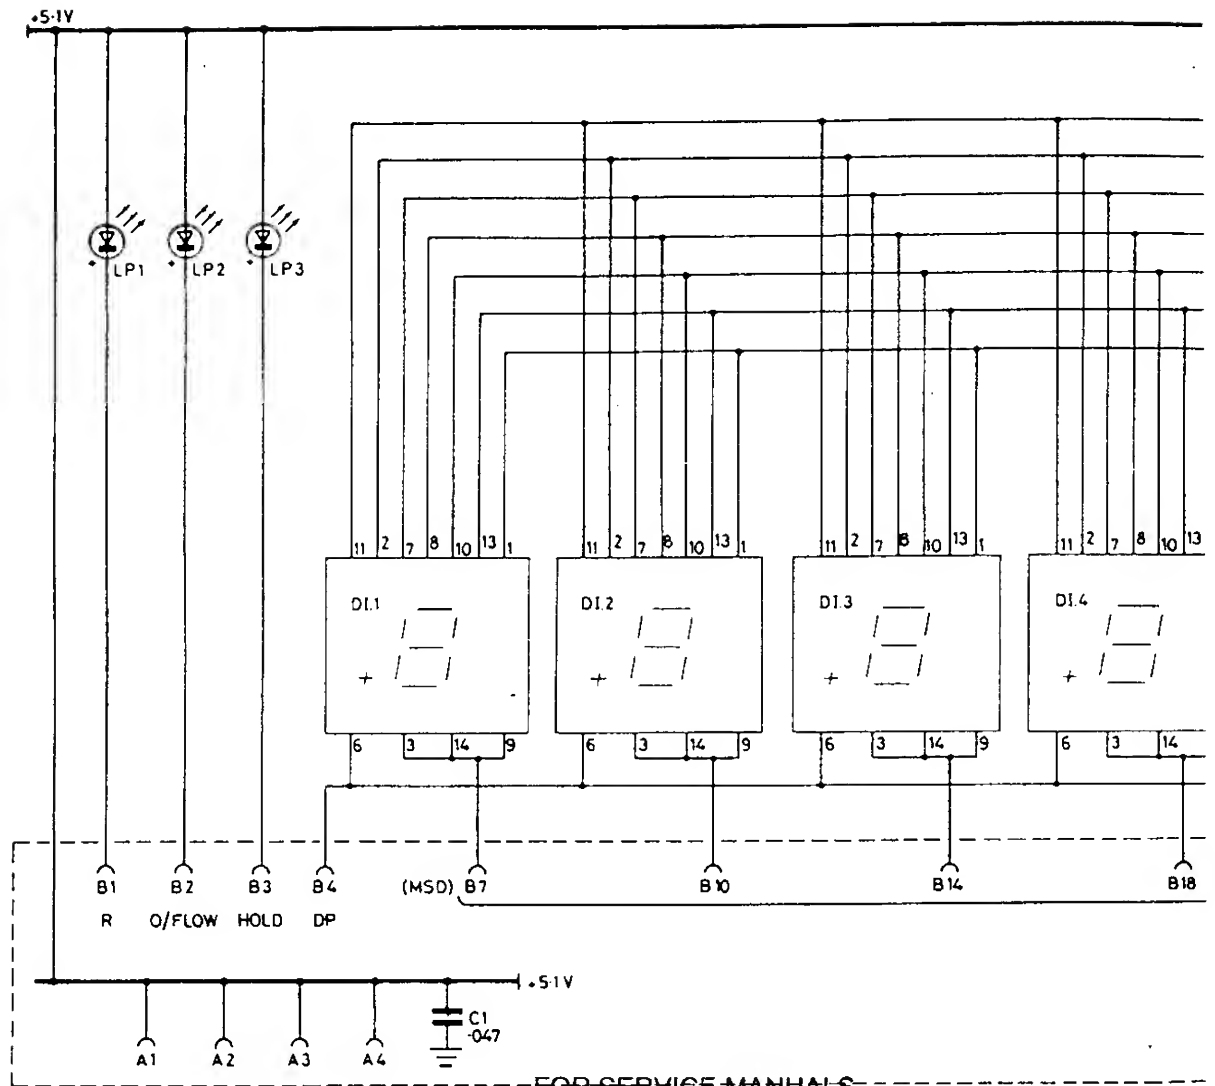 +5·1V
LP1 LP2 LP3
11 2 7 8 10 13 1 11 2 7 8 10 13 1 11 2 7 8 10 13 1 11 2 7 8 10 13
DI.1 DI.2 DI.3 DI.4
+ + + +
6 3 14 9 6 3 14 9 6 3 14 9 6 3 14
B1 B2 B3 B4 (MSD) B7 B10 B14 B18
R O/FLOW HOLD DP
+5·1V
C1
·047
A1 A2 A3 A4
FOR SERVICE MANUALS